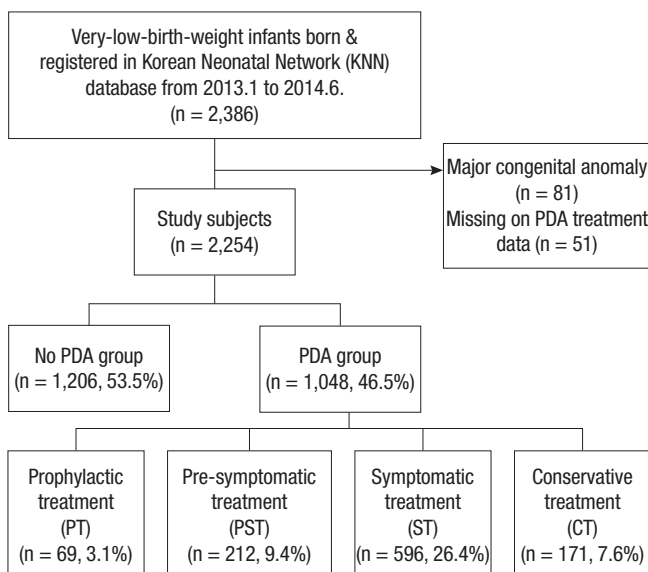 Very-low-birth-weight infants born &
registered in Korean Neonatal Network (KNN)
database from 2013.1 to 2014.6.
(n = 2,386)
Major congenital anomaly
(n = 81)
Missing on PDA treatment
data (n = 51)
Study subjects
(n = 2,254)
No PDA group
(n = 1,206, 53.5%)
PDA group
(n = 1,048, 46.5%)
Prophylactic
treatment
(PT)
(n = 69, 3.1%)
Pre-symptomatic
treatment
(PST)
(n = 212, 9.4%)
Symptomatic
treatment
(ST)
(n = 596, 26.4%)
Conservative
treatment
(CT)
(n = 171, 7.6%)